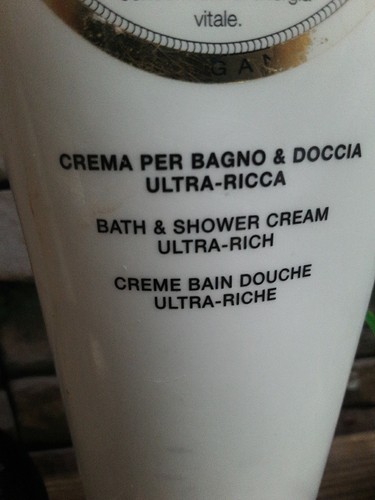 vitale.
CREMA PER BAGNO & DOCCIA
ULTRA-RICCA
BATH & SHOWER CREAM
ULTRA-RICH
CREME BAIN DOUCHE
ULTRA-RICHE